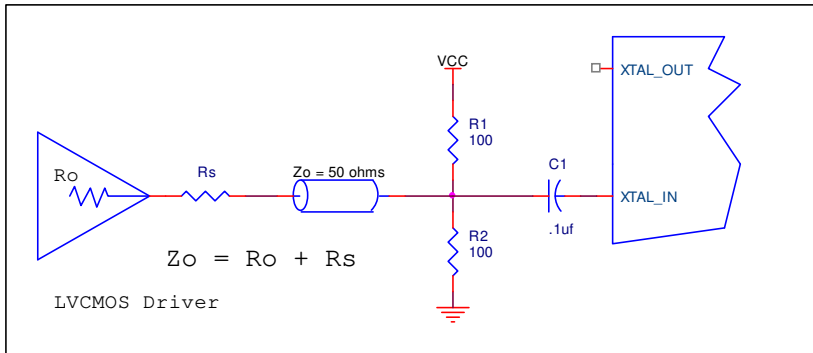 VCC
XTAL_OUT
R1
100
C1
Ro
Rs
Zo = 50 ohms
XTAL_IN
R2
100
.1uf
Zo = Ro + Rs
LVCMOS Driver